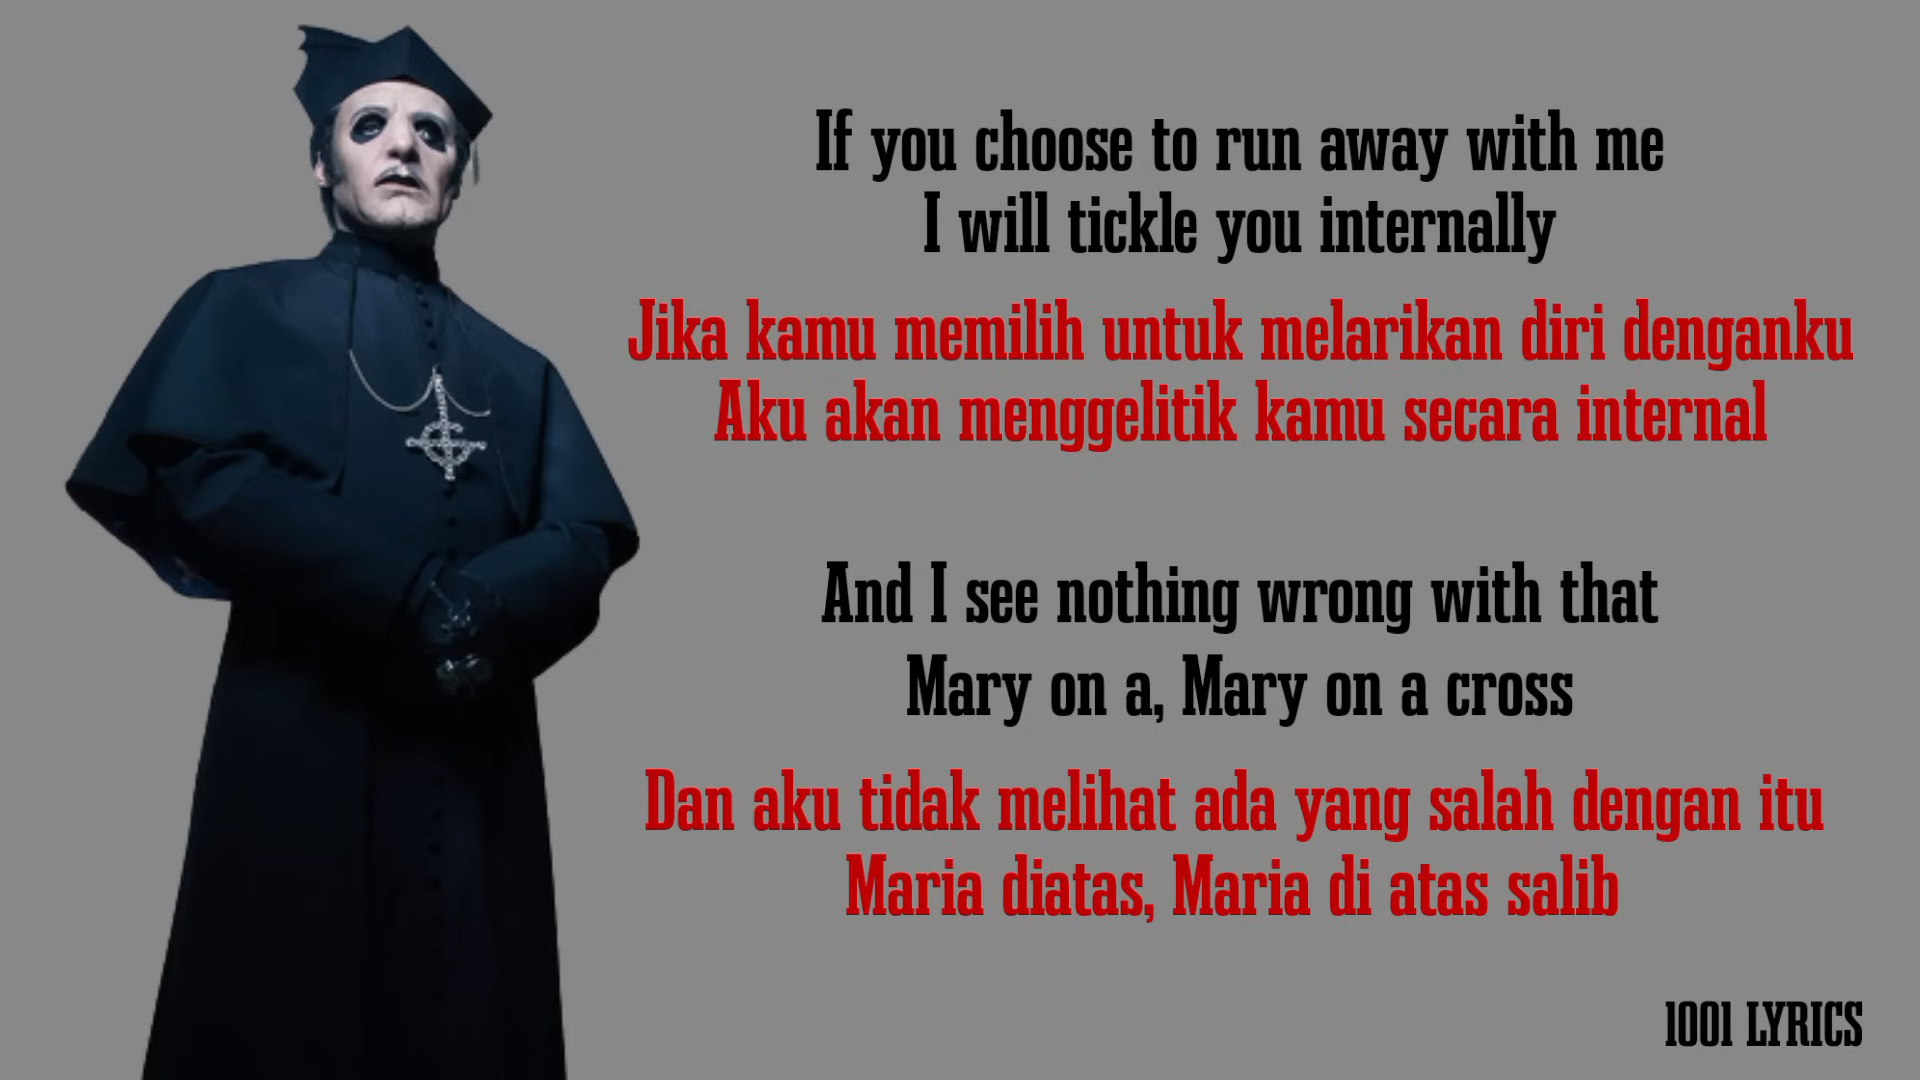 If you choose to run away with me
I will tickle you internally
Jika kamu memilih untuk melarikan diri denganku
Aku akan menggelitik kamu secara internal
And I see nothing wrong with that
Mary on a, Mary on a cross
Dan aku tidak melihat ada yang salah dengan itu
Maria diatas, Maria di atas salib
1001 LYRICS